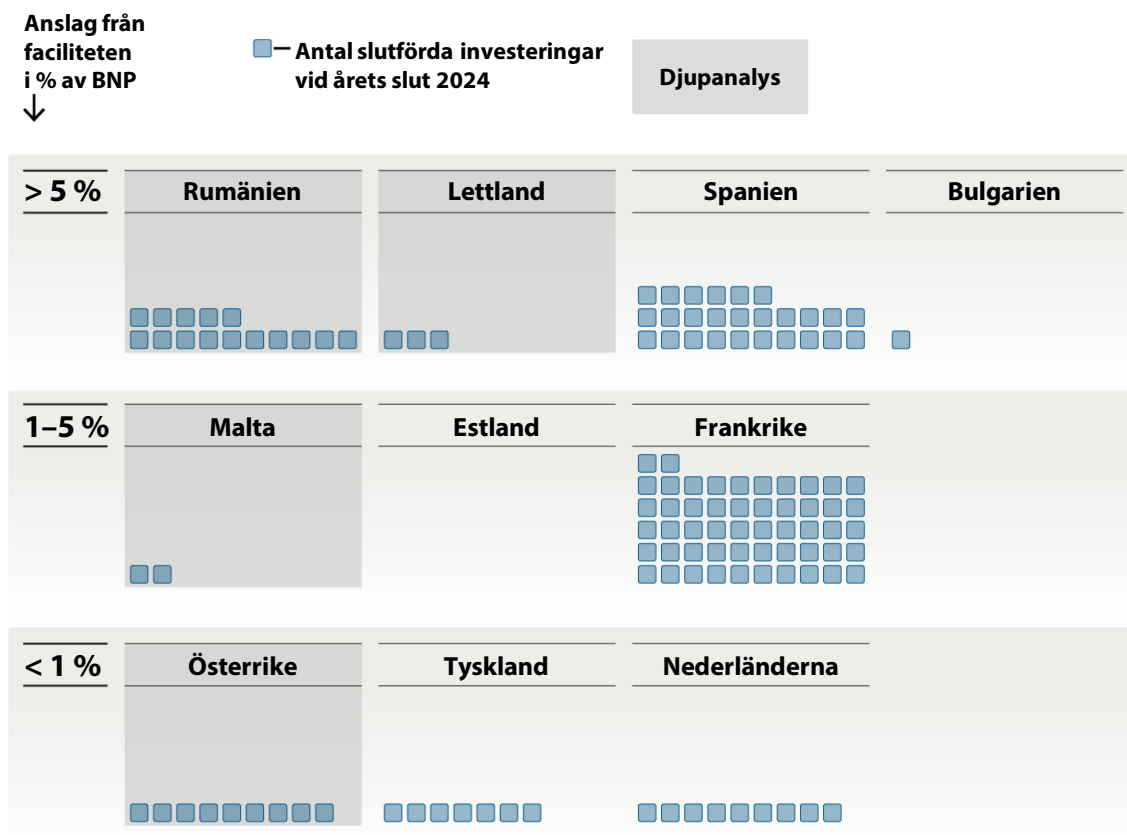 Anslag från
faciliteten
i % av BNP
Antal slutförda investeringar
vid årets slut 2024
Djupanalys
> 5 %
Rumänien
Lettland
Spanien
Bulgarien
1–5 %
Malta
Estland
Frankrike
< 1 %
Österrike
Tyskland
Nederländerna